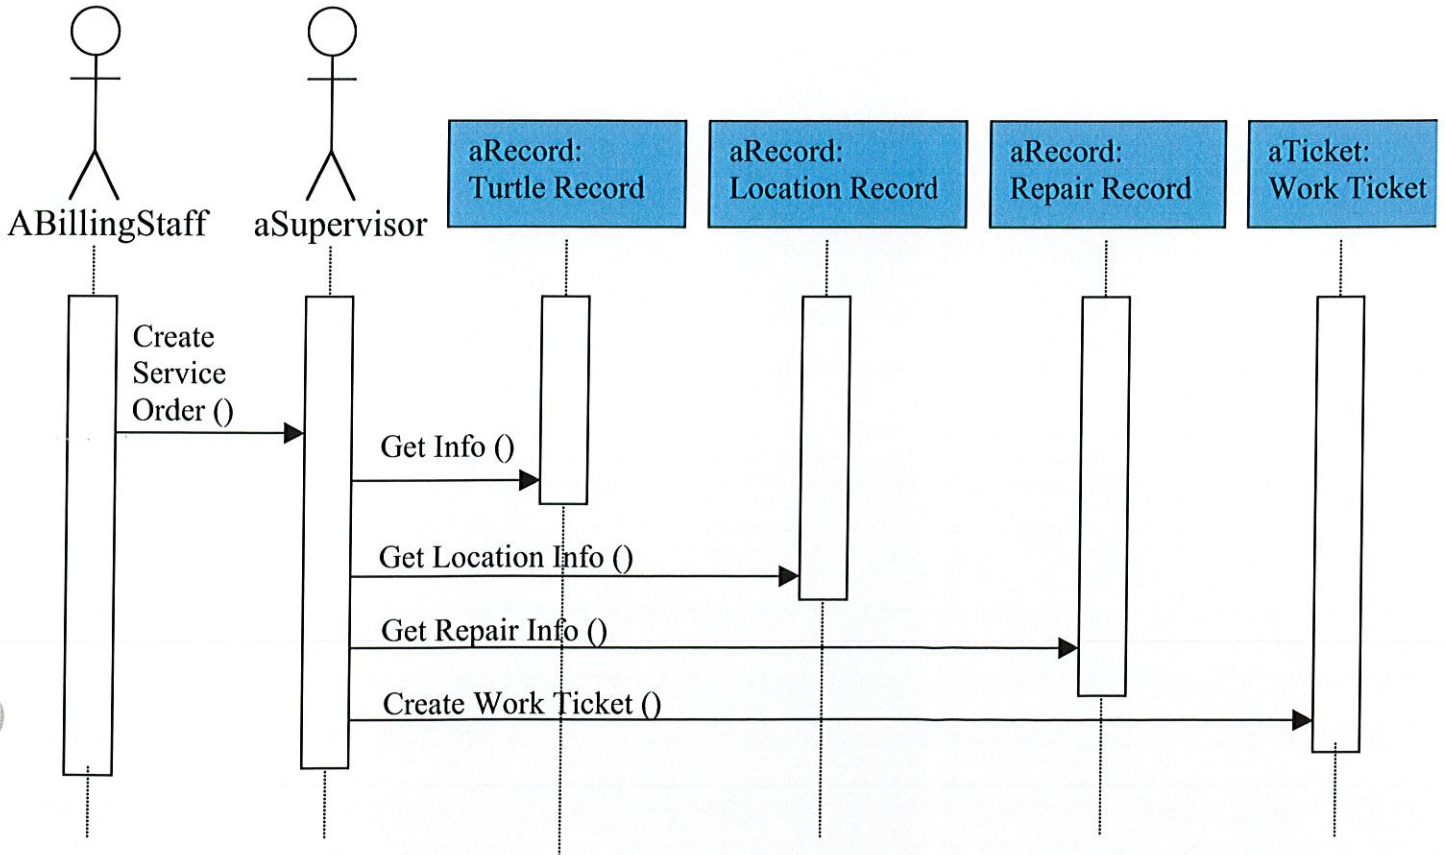 ABillingStaff
aSupervisor
aRecord:
Turtle Record
aRecord:
Location Record
aRecord:
Repair Record
aTicket:
Work Ticket
Create
Service
Order ()
Get Info ()
Get Location Info ()
Get Repair Info ()
Create Work Ticket ()